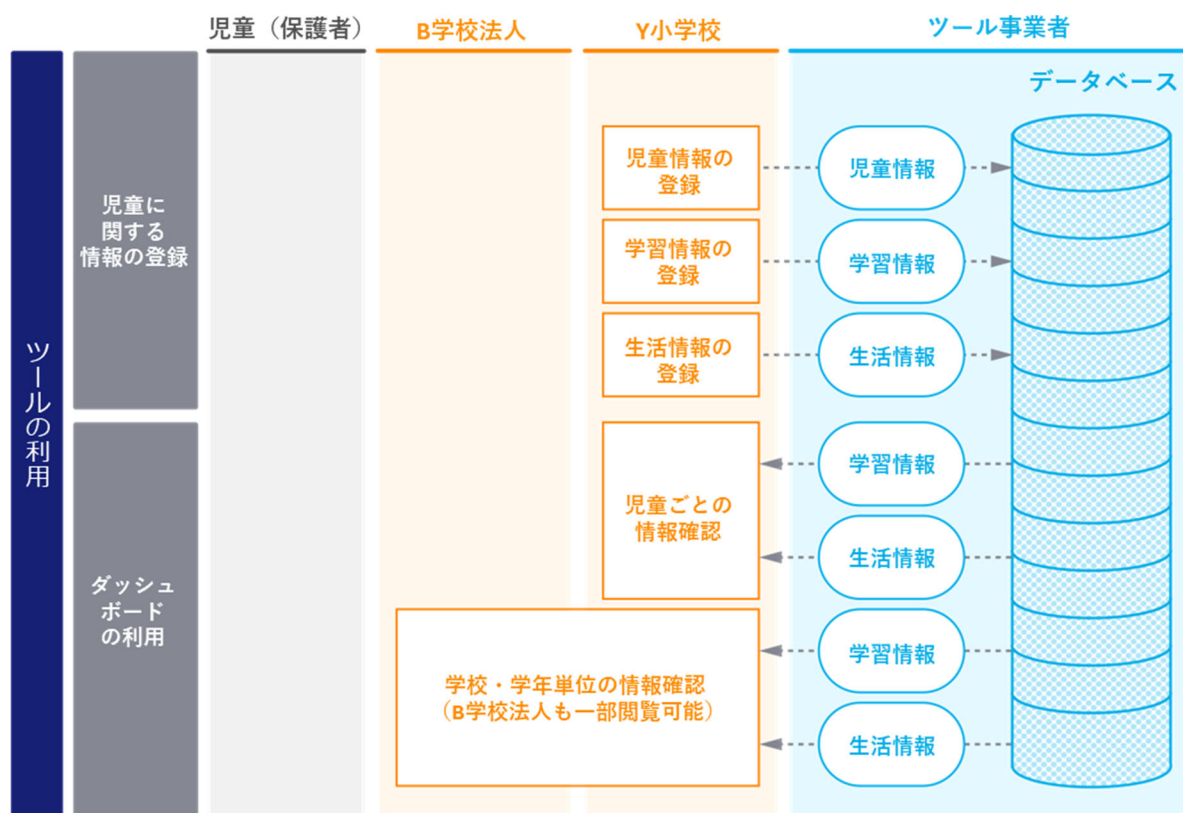 児童（保護者）
B学校法人
Y小学校
ツール事業者
データベース
ツールの利用
児童に
関する
情報の登録
児童情報の
登録
児童情報
学習情報の
登録
学習情報
生活情報の
登録
生活情報
ダッシュ
ボード
の利用
児童ごとの
情報確認
学習情報
生活情報
学校・学年単位の情報確認
（B学校法人も一部閲覧可能）
学習情報
生活情報